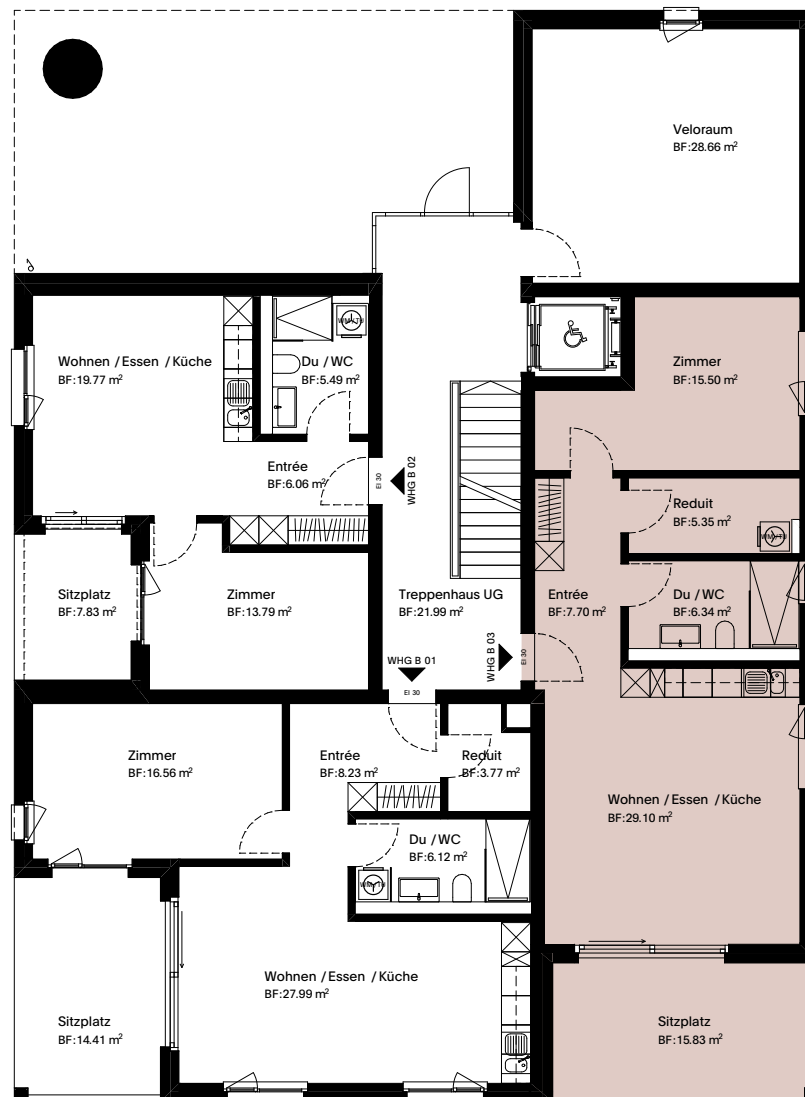 Veloraum
BF:28.66 m²
WM / TU
Wohnen / Essen / Küche
BF:19.77 m²
Du / WC
BF:5.49 m²
Zimmer
BF:15.50 m²
Entrée
BF:6.06 m²
EI 30
WHG B 02
Reduit
BF:5.35 m²
WM / TU
Sitzplatz
BF:7.83 m²
Zimmer
BF:13.79 m²
Treppenhaus UG
BF:21.99 m²
Entrée
BF:7.70 m²
Du / WC
BF:6.34 m²
WHG B 01
EI 30
WHG B 03
EI 30
Zimmer
BF:16.56 m²
Entrée
BF:8.23 m²
Reduit
BF:3.77 m²
Wohnen / Essen / Küche
BF:29.10 m²
Du / WC
BF:6.12 m²
WM / TU
Wohnen / Essen / Küche
BF:27.99 m²
Sitzplatz
BF:14.41 m²
Sitzplatz
BF:15.83 m²